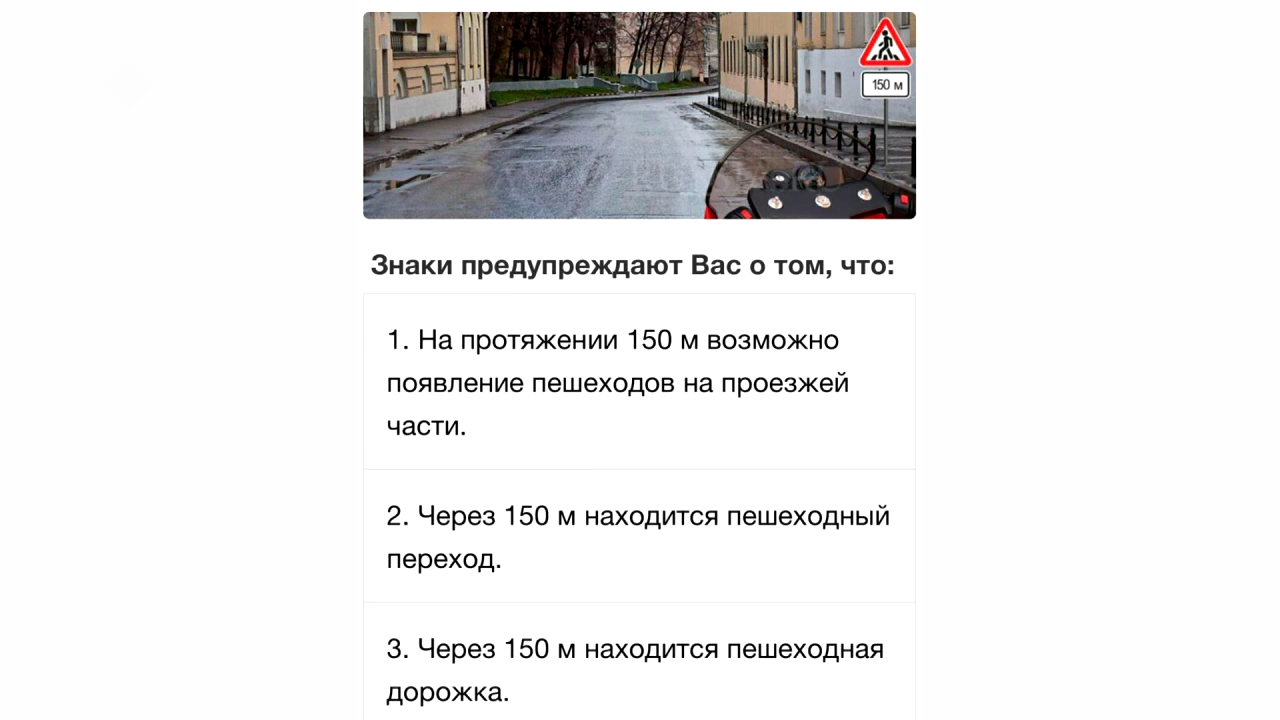 150 м
Знаки предупреждают Вас о том, что:
1. На протяжении 150 м возможно
появление пешеходов на проезжей
части.
2. Через 150 м находится пешеходный
переход.
3. Через 150 м находится пешеходная
дорожка.